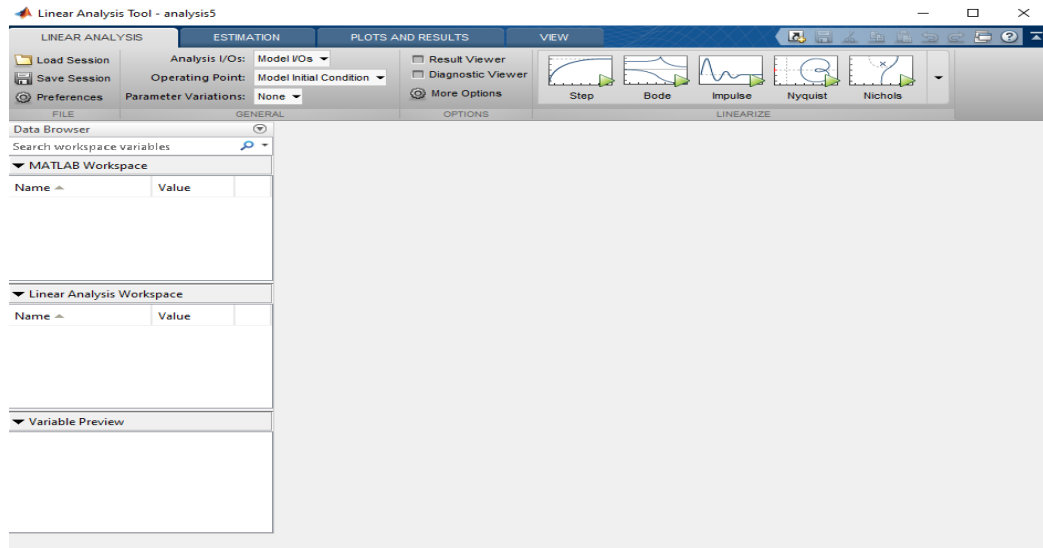 Linear Analysis Tool - analysis5
LINEAR ANALYSIS ESTIMATION PLOTS AND RESULTS VIEW
Load Session Analysis I/Os: Model I/Os Result Viewer
Save Session Operating Point: Model Initial Condition Diagnostic Viewer
Preferences Parameter Variations: None More Options
Step Bode Impulse Nyquist Nichols
FILE GENERAL OPTIONS LINEARIZE
Data Browser
Search workspace variables
MATLAB Workspace
Name Value
Linear Analysis Workspace
Name Value
Variable Preview